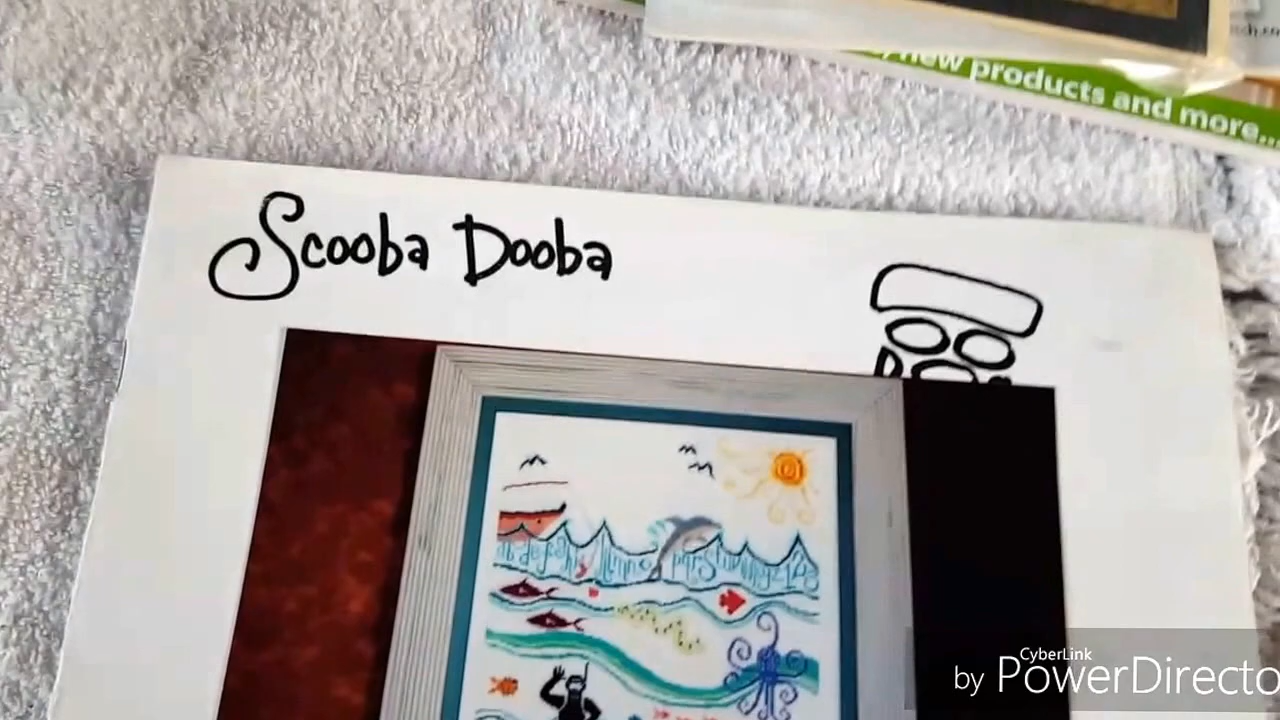 new products and more...
Scooba Dooba
CyberLink
by PowerDirecto